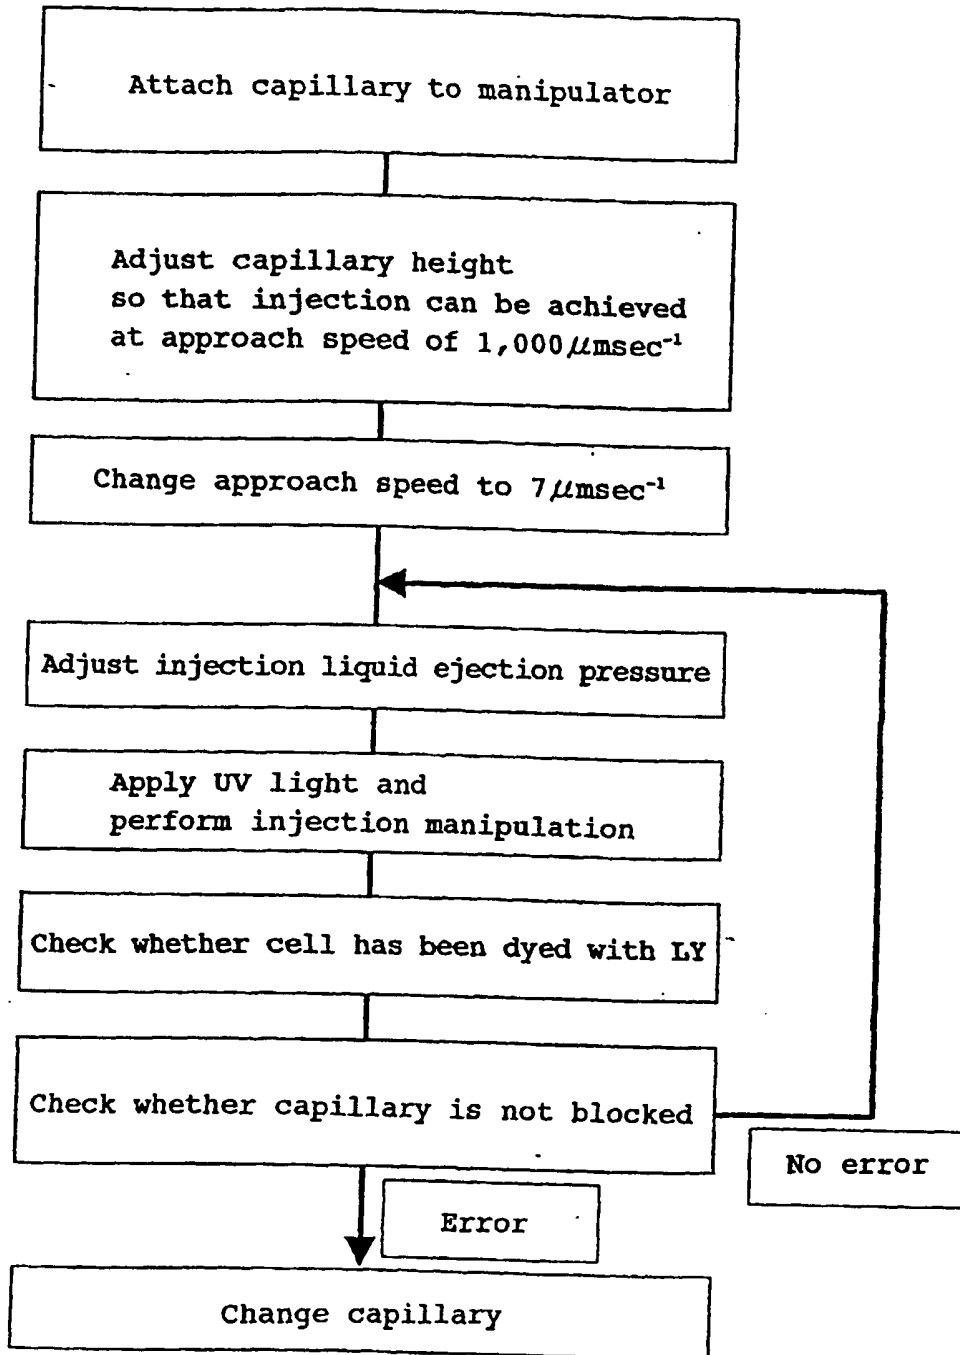 Attach capillary to manipulator
Adjust capillary height
so that injection can be achieved
at approach speed of 1,000μmsec⁻¹
Change approach speed to 7μmsec⁻¹
Adjust injection liquid ejection pressure
Apply UV light and
perform injection manipulation
Check whether cell has been dyed with LY
Check whether capillary is not blocked
No error
Error
Change capillary